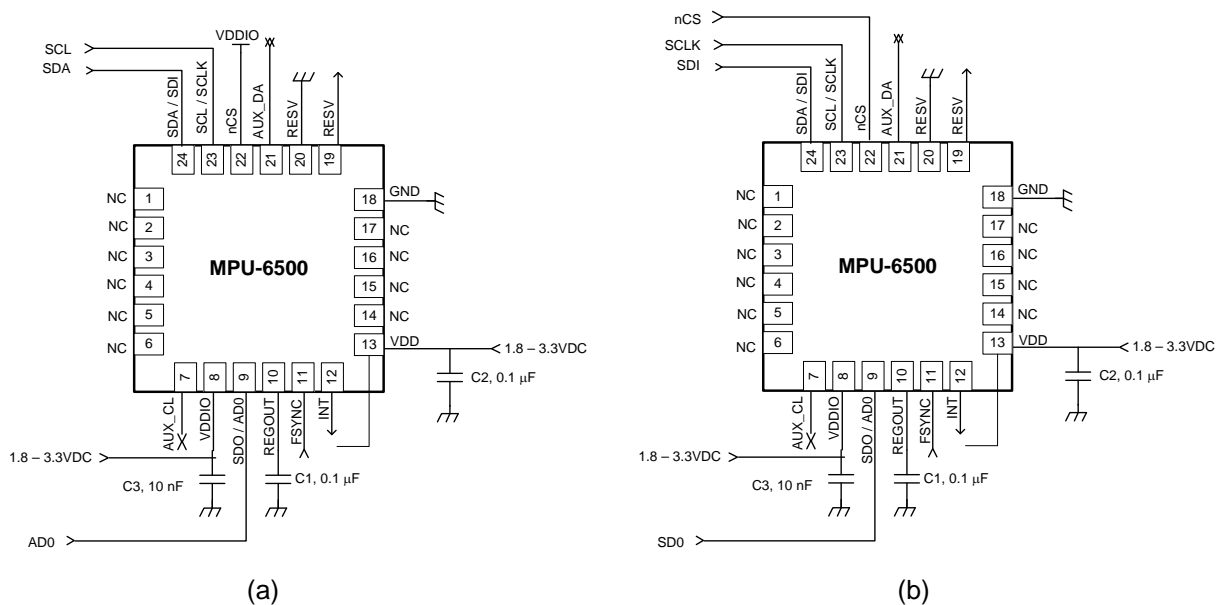 (a)
SCL
SDA
VDDIO
SDA / SDI
SCL / SCLK
nCS
AUX_DA
RESV
RESV
24
23
22
21
20
19
NC 1
NC 2
NC 3
NC 4
NC 5
NC 6
MPU-6500
18 GND
17 NC
16 NC
15 NC
14 NC
13 VDD
1.8 – 3.3VDC
C2, 0.1 µF
7
8
9
10
11
12
AUX_CL
VDDIO
SDO / AD0
REGOUT
FSYNC
INT
1.8 – 3.3VDC
C3, 10 nF
C1, 0.1 µF
AD0
(b)
nCS
SCLK
SDI
SDA / SDI
SCL / SCLK
nCS
AUX_DA
RESV
RESV
24
23
22
21
20
19
NC 1
NC 2
NC 3
NC 4
NC 5
NC 6
MPU-6500
18 GND
17 NC
16 NC
15 NC
14 NC
13 VDD
1.8 – 3.3VDC
C2, 0.1 µF
7
8
9
10
11
12
AUX_CL
VDDIO
SDO / AD0
REGOUT
FSYNC
INT
1.8 – 3.3VDC
C3, 10 nF
C1, 0.1 µF
SD0